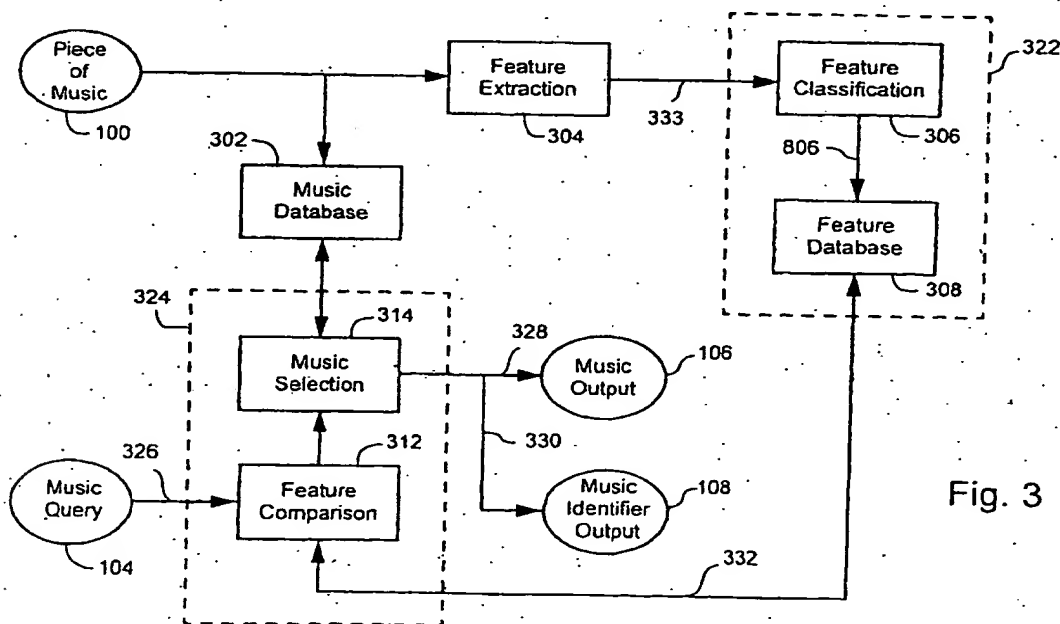 Piece
of
Music
100
Feature
Extraction
304
333
Feature
Classification
306
322
806
Feature
Database
308
302
Music
Database
324
314
Music
Selection
328
Music
Output
106
330
312
Feature
Comparison
326
Music
Query
104
Music
Identifier
Output
108
332
Fig. 3